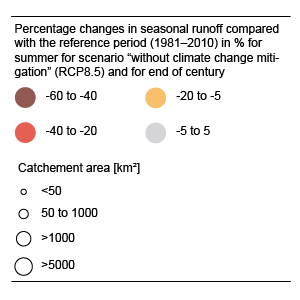 Percentage changes in seasonal runoff compared
with the reference period (1981–2010) in % for
summer for scenario “without climate change miti-
gation” (RCP8.5) and for end of century
-60 to -40 -20 to -5
-40 to -20 -5 to 5
Catchement area [km²]
<50
50 to 1000
>1000
>5000